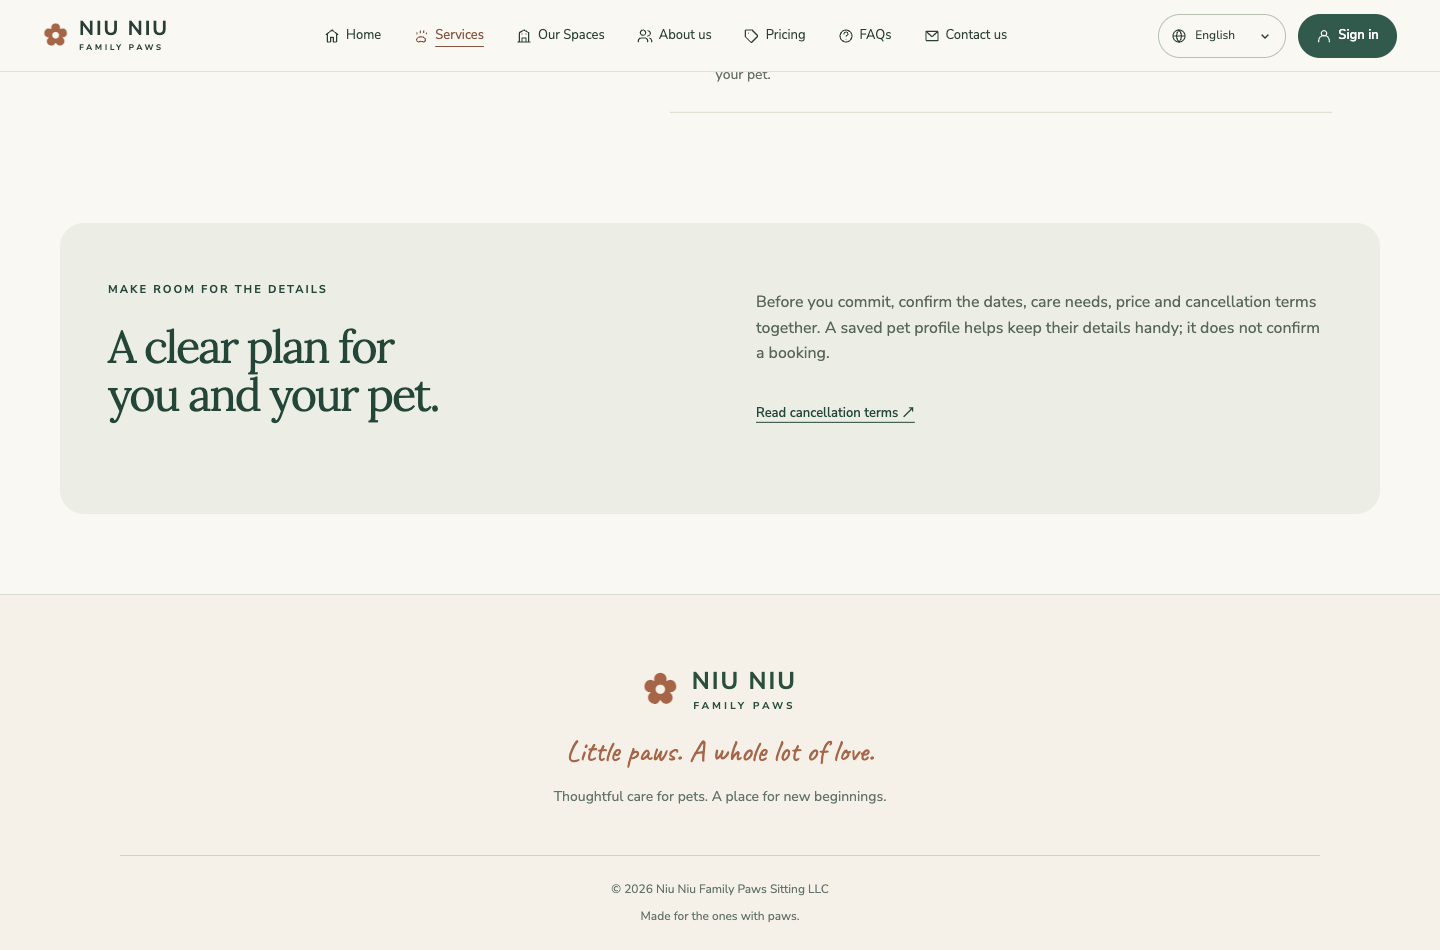 NIU NIU
FAMILY PAWS
Home
Services
Our Spaces
About us
Pricing
FAQs
Contact us
English
Sign in
your pet.
MAKE ROOM FOR THE DETAILS
A clear plan for
you and your pet.
Before you commit, confirm the dates, care needs, price and cancellation terms
together. A saved pet profile helps keep their details handy; it does not confirm
a booking.
Read cancellation terms ↗
NIU NIU
FAMILY PAWS
Little paws. A whole lot of love.
Thoughtful care for pets. A place for new beginnings.
© 2026 Niu Niu Family Paws Sitting LLC
Made for the ones with paws.